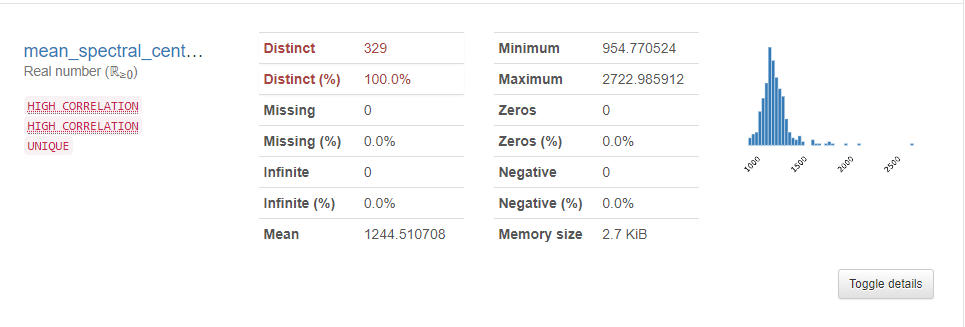 mean_spectral_cent...
Real number (ℝ≥0)
HIGH CORRELATION
HIGH CORRELATION
UNIQUE
Distinct 329
Distinct (%) 100.0%
Missing 0
Missing (%) 0.0%
Infinite 0
Infinite (%) 0.0%
Mean 1244.510708
Minimum 954.770524
Maximum 2722.985912
Zeros 0
Zeros (%) 0.0%
Negative 0
Negative (%) 0.0%
Memory size 2.7 KiB
1000 1500 2000 2500
Toggle details